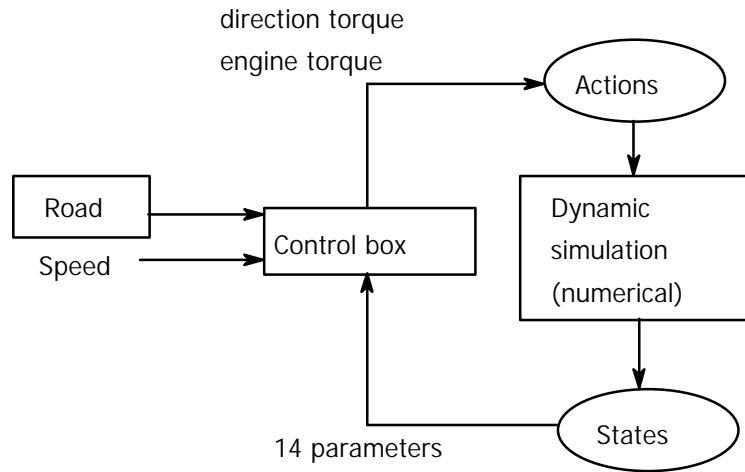 direction torque
engine torque
Actions
Road
Speed
Control box
Dynamic
simulation
(numerical)
14 parameters
States